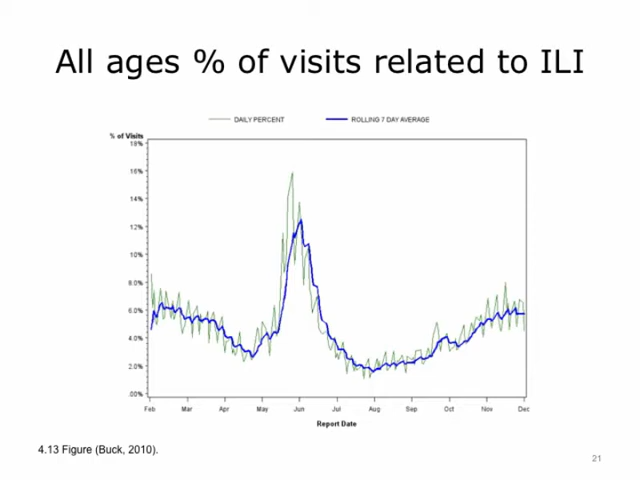 All ages % of visits related to ILI
DAILY PERCENT ROLLING 7 DAY AVERAGE
% of Visits
18%
16%
14%
12%
10%
8.0%
6.0%
4.0%
2.0%
.00%
Feb Mar Apr May Jun Jul Aug Sep Oct Nov Dec
Report Date
4.13 Figure (Buck, 2010).
21